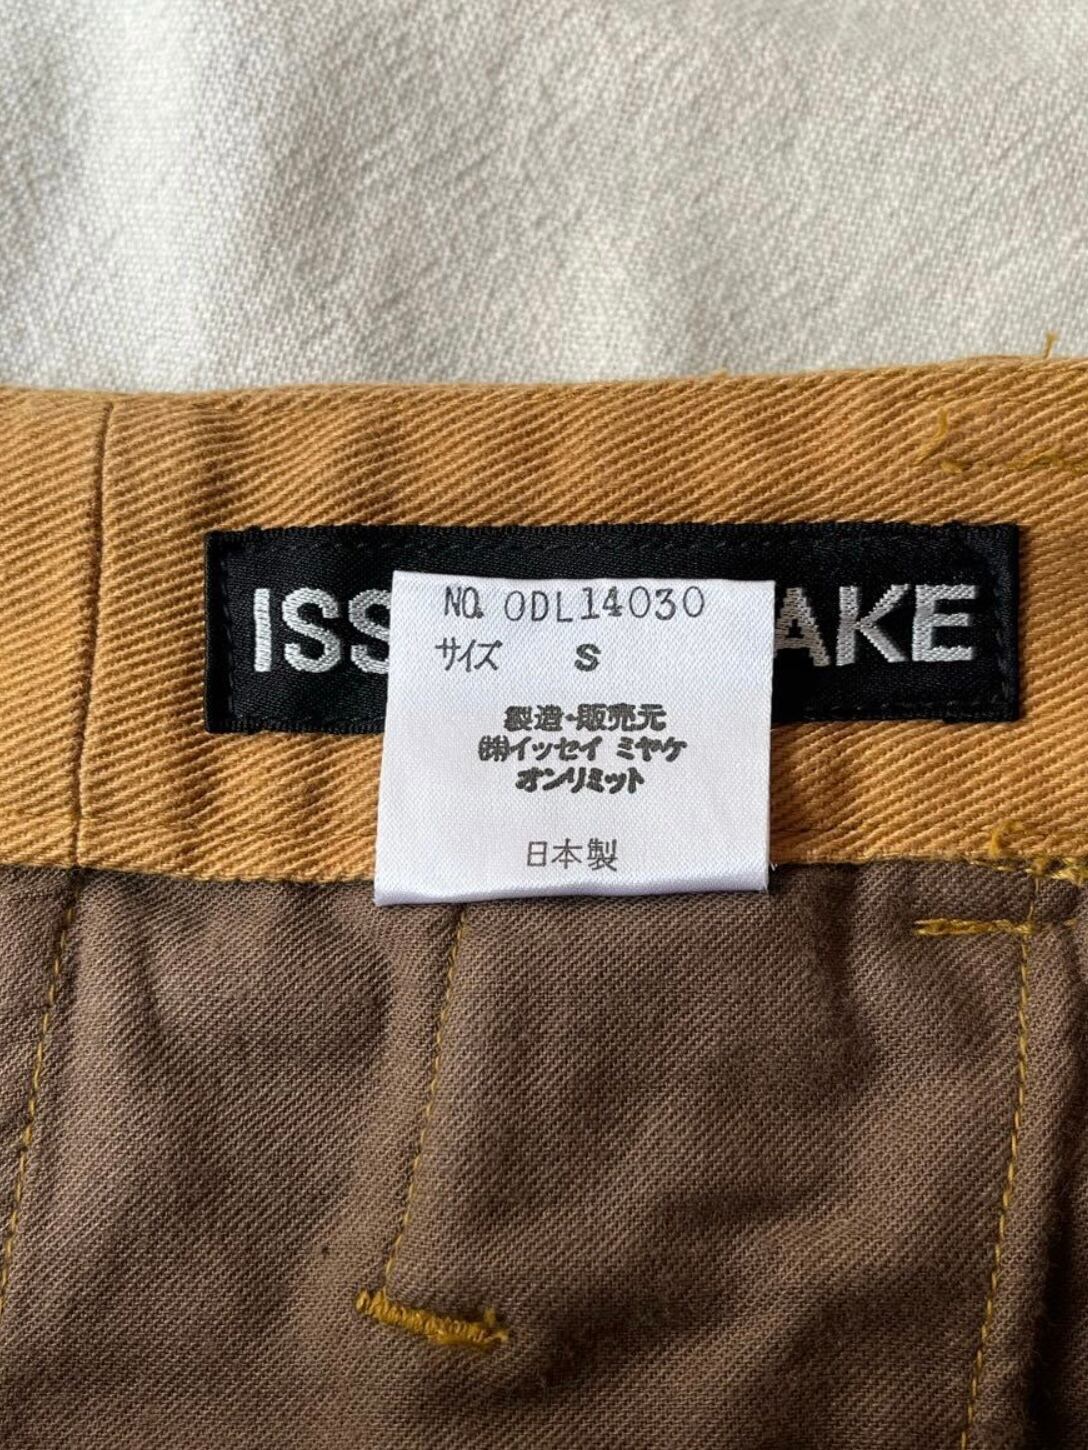 ISS AKE
NO. ODL14030
サイズ S
製造・販売元
㈱イッセイ ミヤケ
オンリミット
日本製